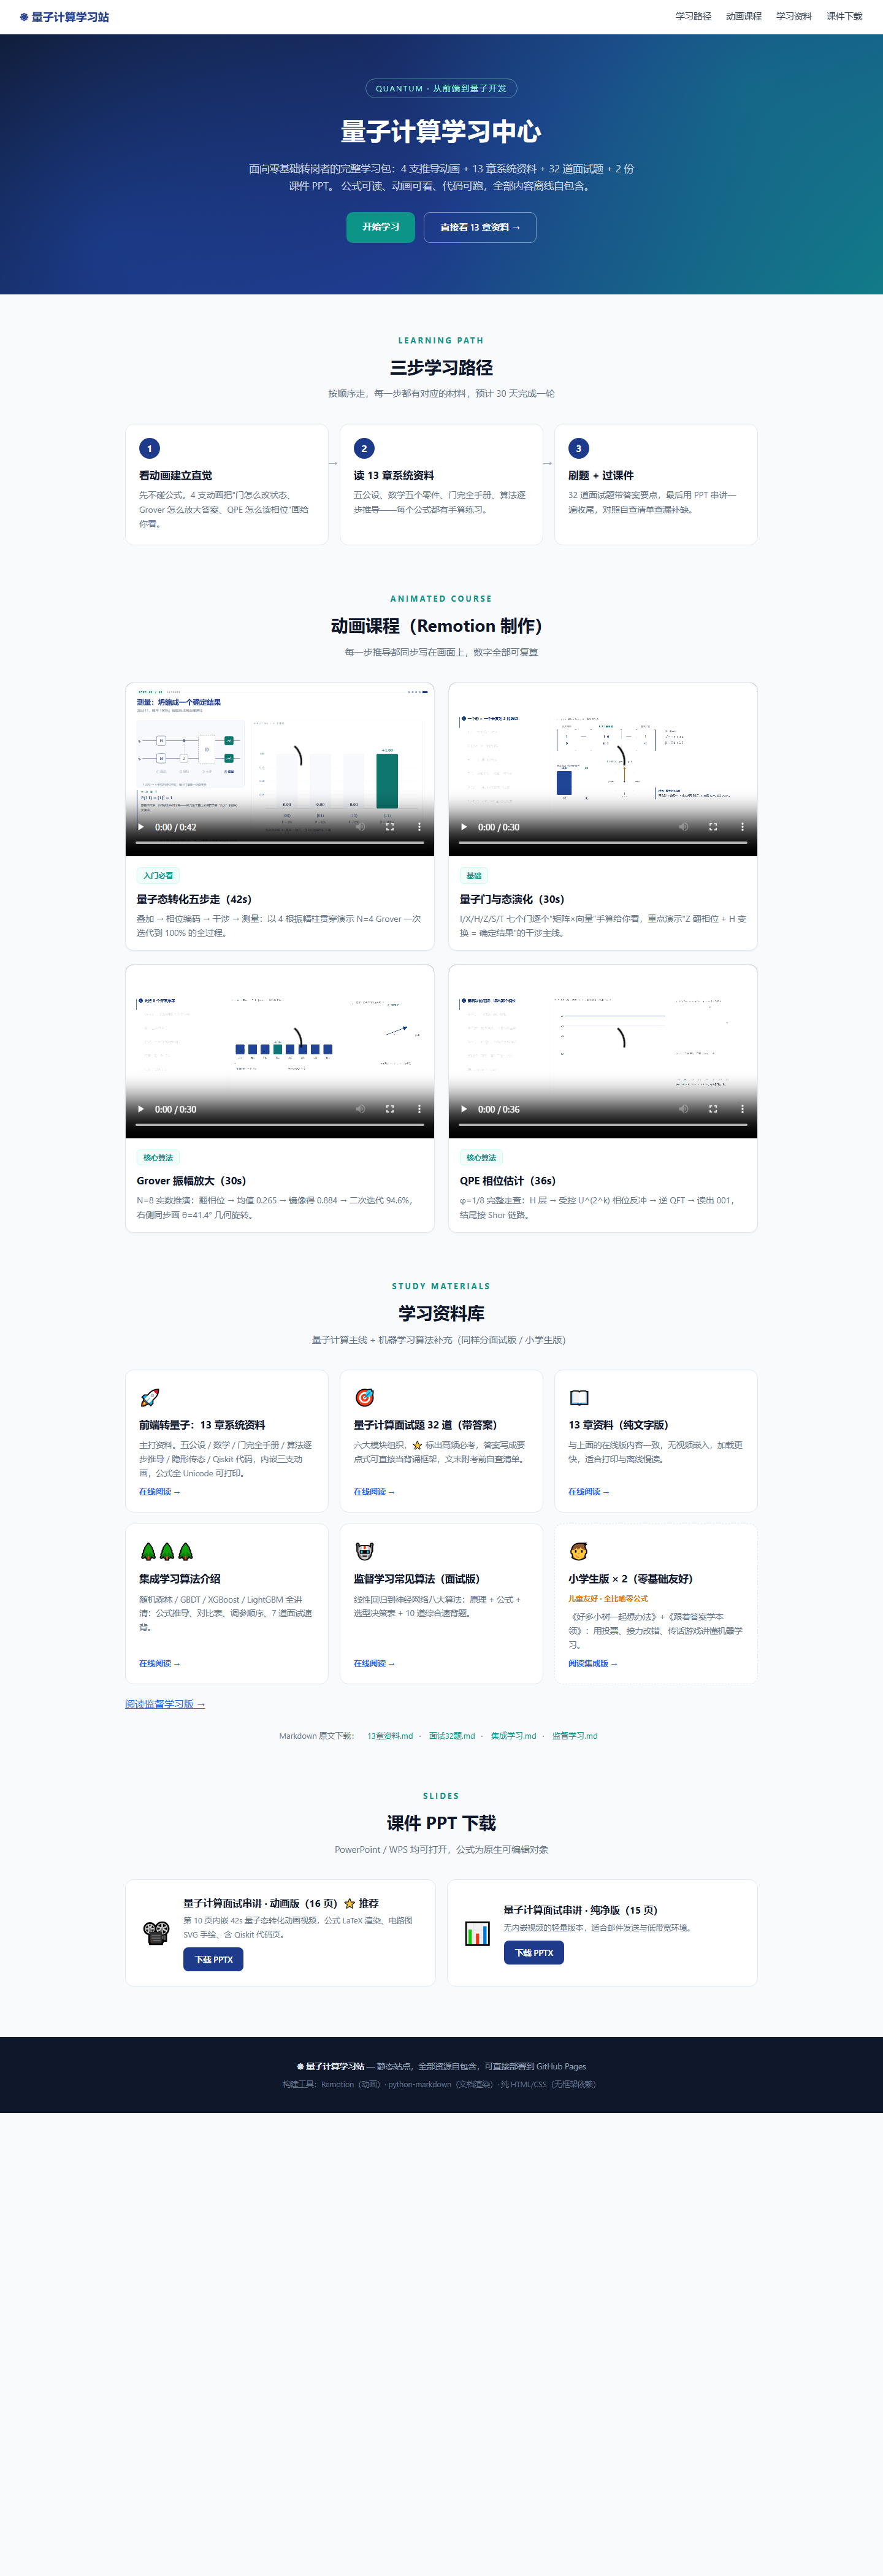 量子计算学习站
学习路径
动画课程
学习资料
课件下载
QUANTUM · 从前端到量子开发
量子计算学习中心
面向零基础转岗者的完整学习包：4 支推导动画 + 13 章系统资料 + 32 道面试题 + 2 份
课件 PPT。 公式可读、动画可看、代码可跑，全部内容离线自包含。
开始学习
直接看 13 章资料 →
LEARNING PATH
三步学习路径
按顺序走，每一步都有对应的材料，预计 30 天完成一轮
1
看动画建立直觉
先不碰公式。4 支动画把"门怎么改状态、
Grover 怎么放大答案、QPE 怎么读相位"画给
你看。
→
2
读 13 章系统资料
五公设、数学五个零件、门完全手册、算法逐
步推导——每个公式都有手算练习。
→
3
刷题 + 过课件
32 道面试题带答案要点，最后用 PPT 串讲一
遍收尾，对照自查清单查漏补缺。
ANIMATED COURSE
动画课程（Remotion 制作）
每一步推导都同步写在画面上，数字全部可复算
测量：坍缩成一个确定结果
0:00 / 0:42
入门必看
量子态转化五步走（42s）
叠加 → 相位编码 → 干涉 → 测量：以 4 根振幅柱贯穿演示 N=4 Grover 一次
迭代到 100% 的全过程。
0:00 / 0:30
基础
量子门与态演化（30s）
I/X/H/Z/S/T 七个门逐个"矩阵×向量"手算给你看，重点演示"Z 翻相位 + H 变
换 = 确定结果"的干涉主线。
0:00 / 0:30
核心算法
Grover 振幅放大（30s）
N=8 实数推演：翻相位 → 均值 0.265 → 镜像得 0.884 → 二次迭代 94.6%，
右侧同步画 θ=41.4° 几何旋转。
0:00 / 0:36
核心算法
QPE 相位估计（36s）
φ=1/8 完整走查：H 层 → 受控 U^(2^k) 相位反冲 → 逆 QFT → 读出 001，
结尾接 Shor 链路。
STUDY MATERIALS
学习资料库
量子计算主线 + 机器学习算法补充（同样分面试版 / 小学生版）
前端转量子：13 章系统资料
主打资料。五公设 / 数学 / 门完全手册 / 算法逐
步推导 / 隐形传态 / Qiskit 代码，内嵌三支动
画，公式全 Unicode 可打印。
在线阅读 →
量子计算面试题 32 道（带答案）
六大模块组织，⭐ 标出高频必考，答案写成要
点式可直接当背诵框架，文末附考前自查清单。
在线阅读 →
13 章资料（纯文字版）
与上面的在线版内容一致，无视频嵌入，加载更
快，适合打印与离线慢读。
在线阅读 →
集成学习算法介绍
随机森林 / GBDT / XGBoost / LightGBM 全讲
清：公式推导、对比表、调参顺序、7 道面试速
背。
在线阅读 →
监督学习常见算法（面试版）
线性回归到神经网络八大算法：原理 + 公式 +
选型决策表 + 10 道综合速背题。
在线阅读 →
小学生版 × 2（零基础友好）
儿童友好 · 全比喻零公式
《好多小树一起想办法》+《跟着答案学本
领》：用投票、接力改错、传话游戏讲懂机器学
习。
阅读集成版 →
阅读监督学习版 →
Markdown 原文下载： 13章资料.md · 面试32题.md · 集成学习.md · 监督学习.md
SLIDES
课件 PPT 下载
PowerPoint / WPS 均可打开，公式为原生可编辑对象
量子计算面试串讲 · 动画版（16 页）⭐ 推荐
第 10 页内嵌 42s 量子态转化动画视频，公式 LaTeX 渲染、电路图
SVG 手绘、含 Qiskit 代码页。
下载 PPTX
量子计算面试串讲 · 纯净版（15 页）
无内嵌视频的轻量版本，适合邮件发送与低带宽环境。
下载 PPTX
量子计算学习站 — 静态站点，全部资源自包含，可直接部署到 GitHub Pages
构建工具：Remotion（动画）· python-markdown（文档渲染）· 纯 HTML/CSS（无框架依赖）